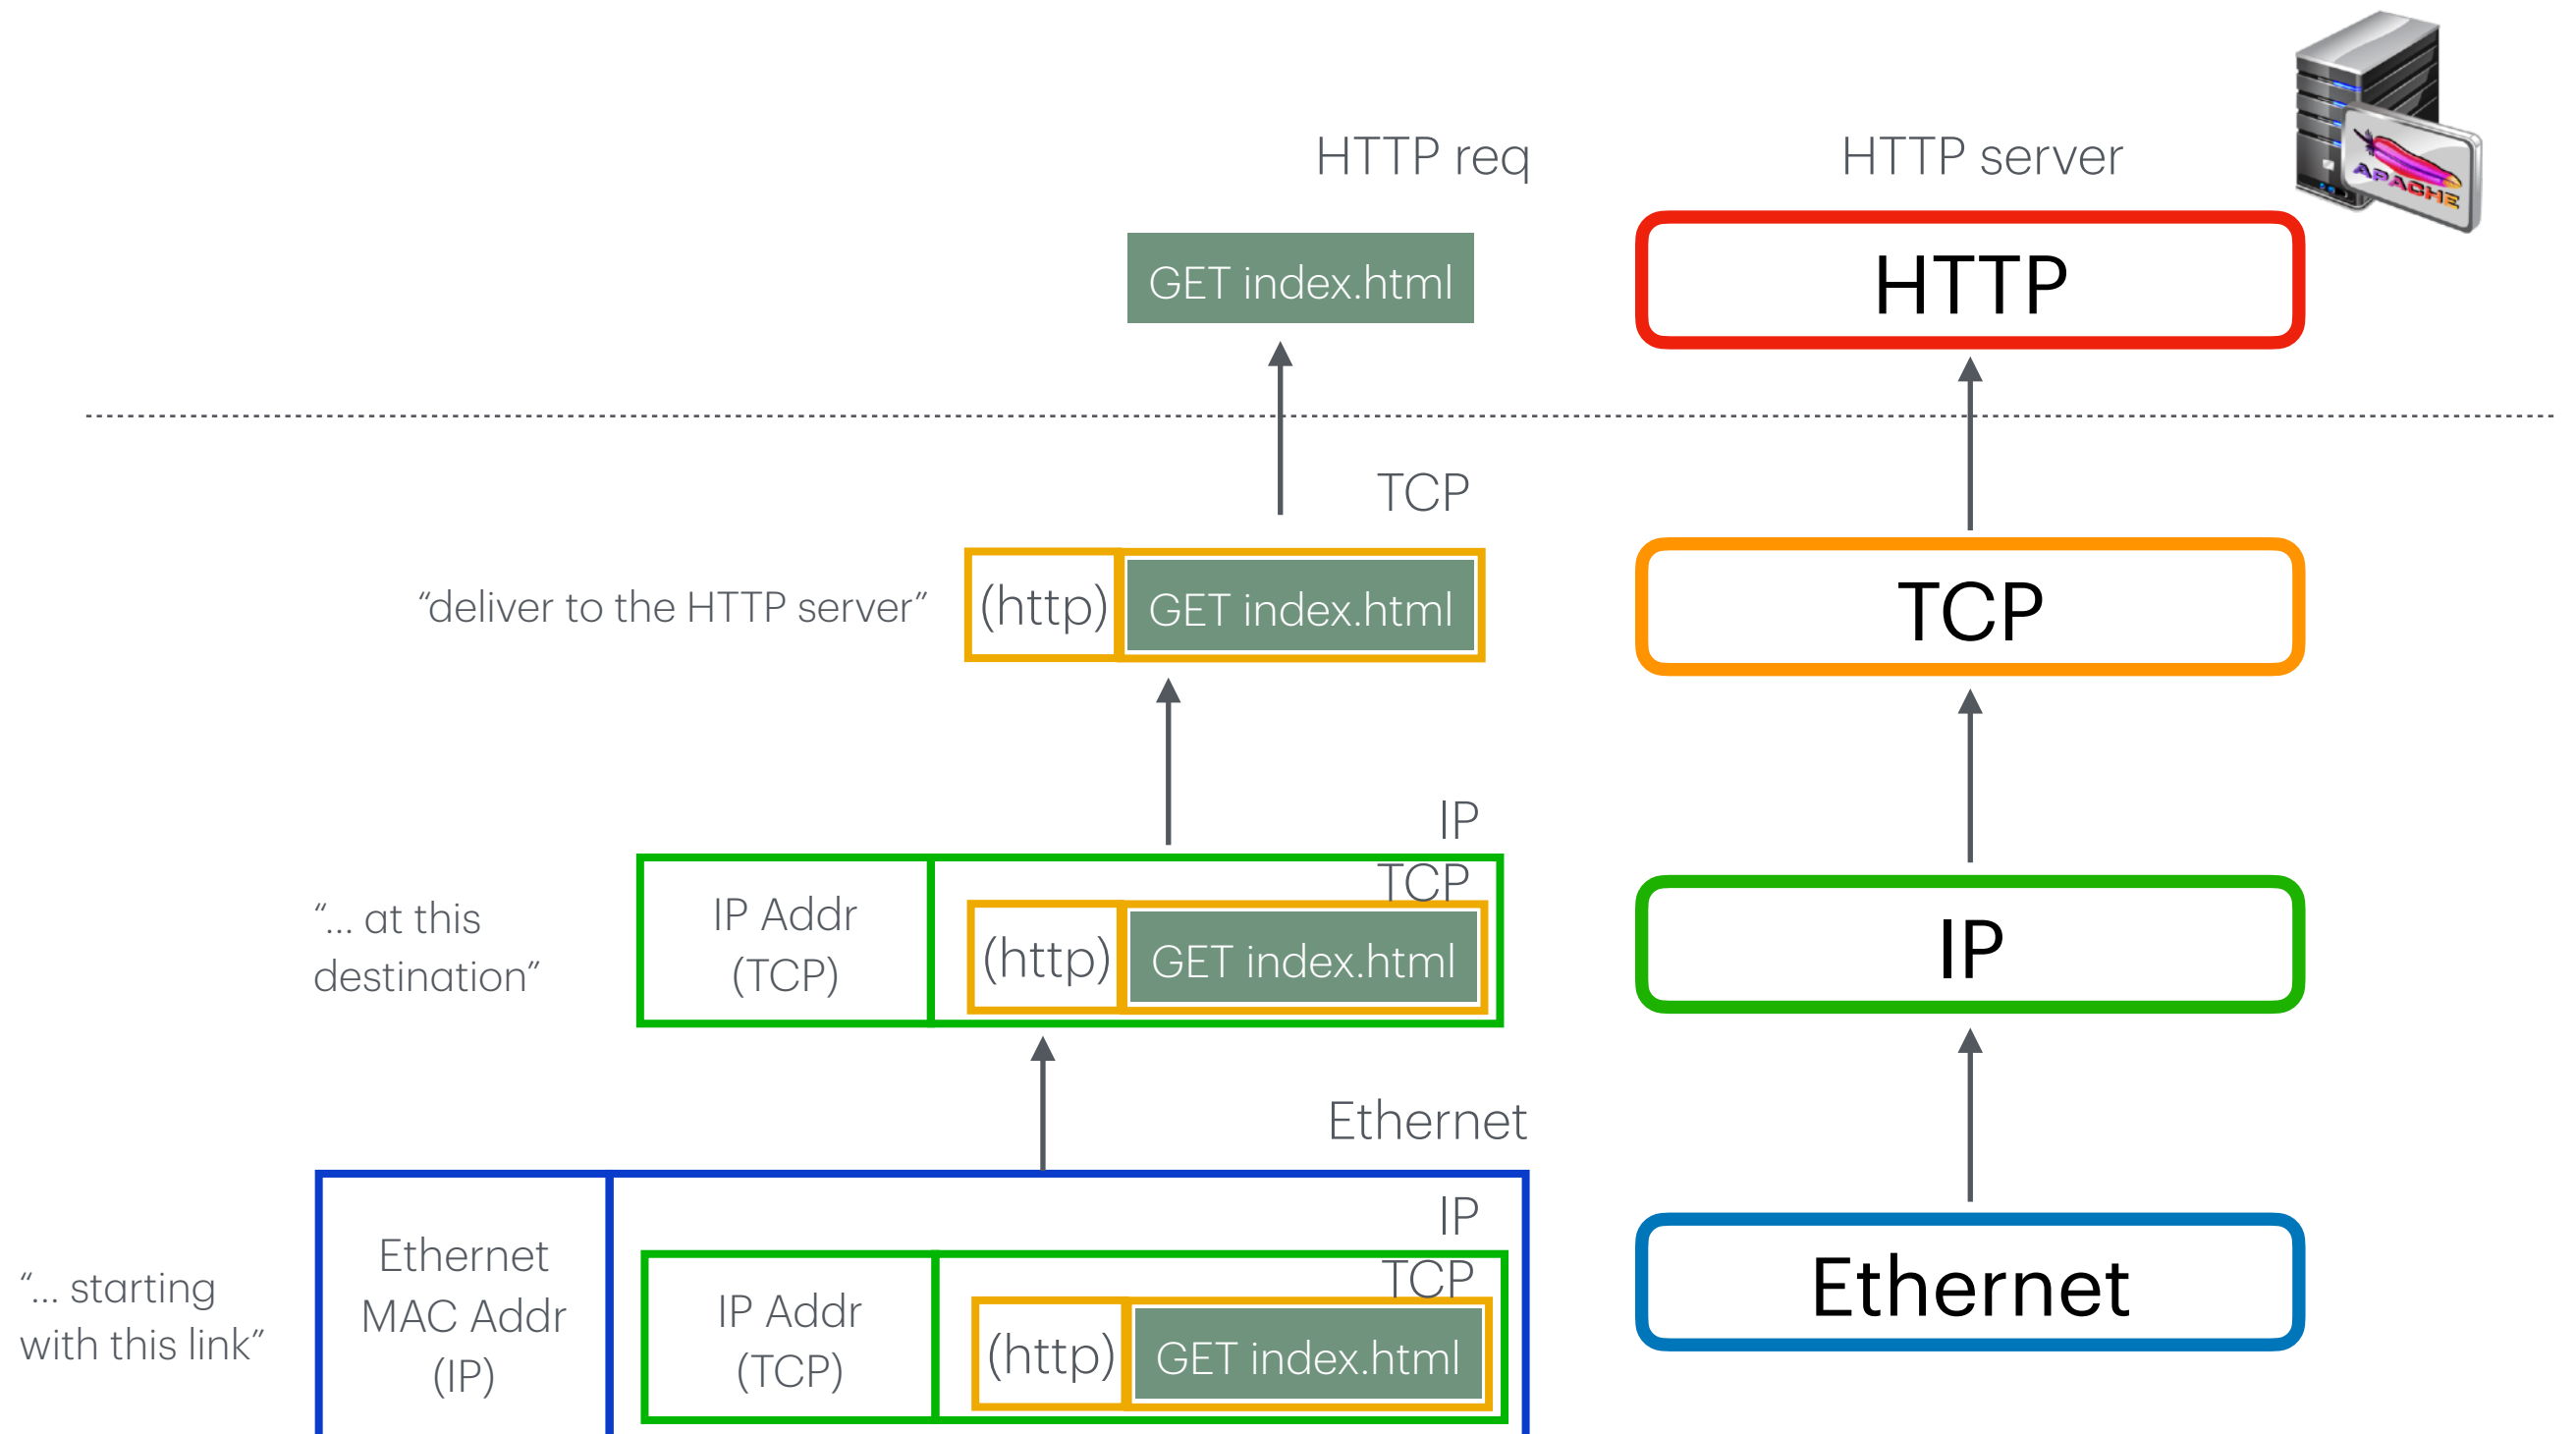 HTTP req
HTTP server
APACHE
GET index.html
HTTP
TCP
“deliver to the HTTP server”
(http)
GET index.html
TCP
IP
TCP
“... at this
destination”
IP Addr
(TCP)
(http)
GET index.html
IP
Ethernet
IP
TCP
“... starting
with this link”
Ethernet
MAC Addr
(IP)
IP Addr
(TCP)
(http)
GET index.html
Ethernet